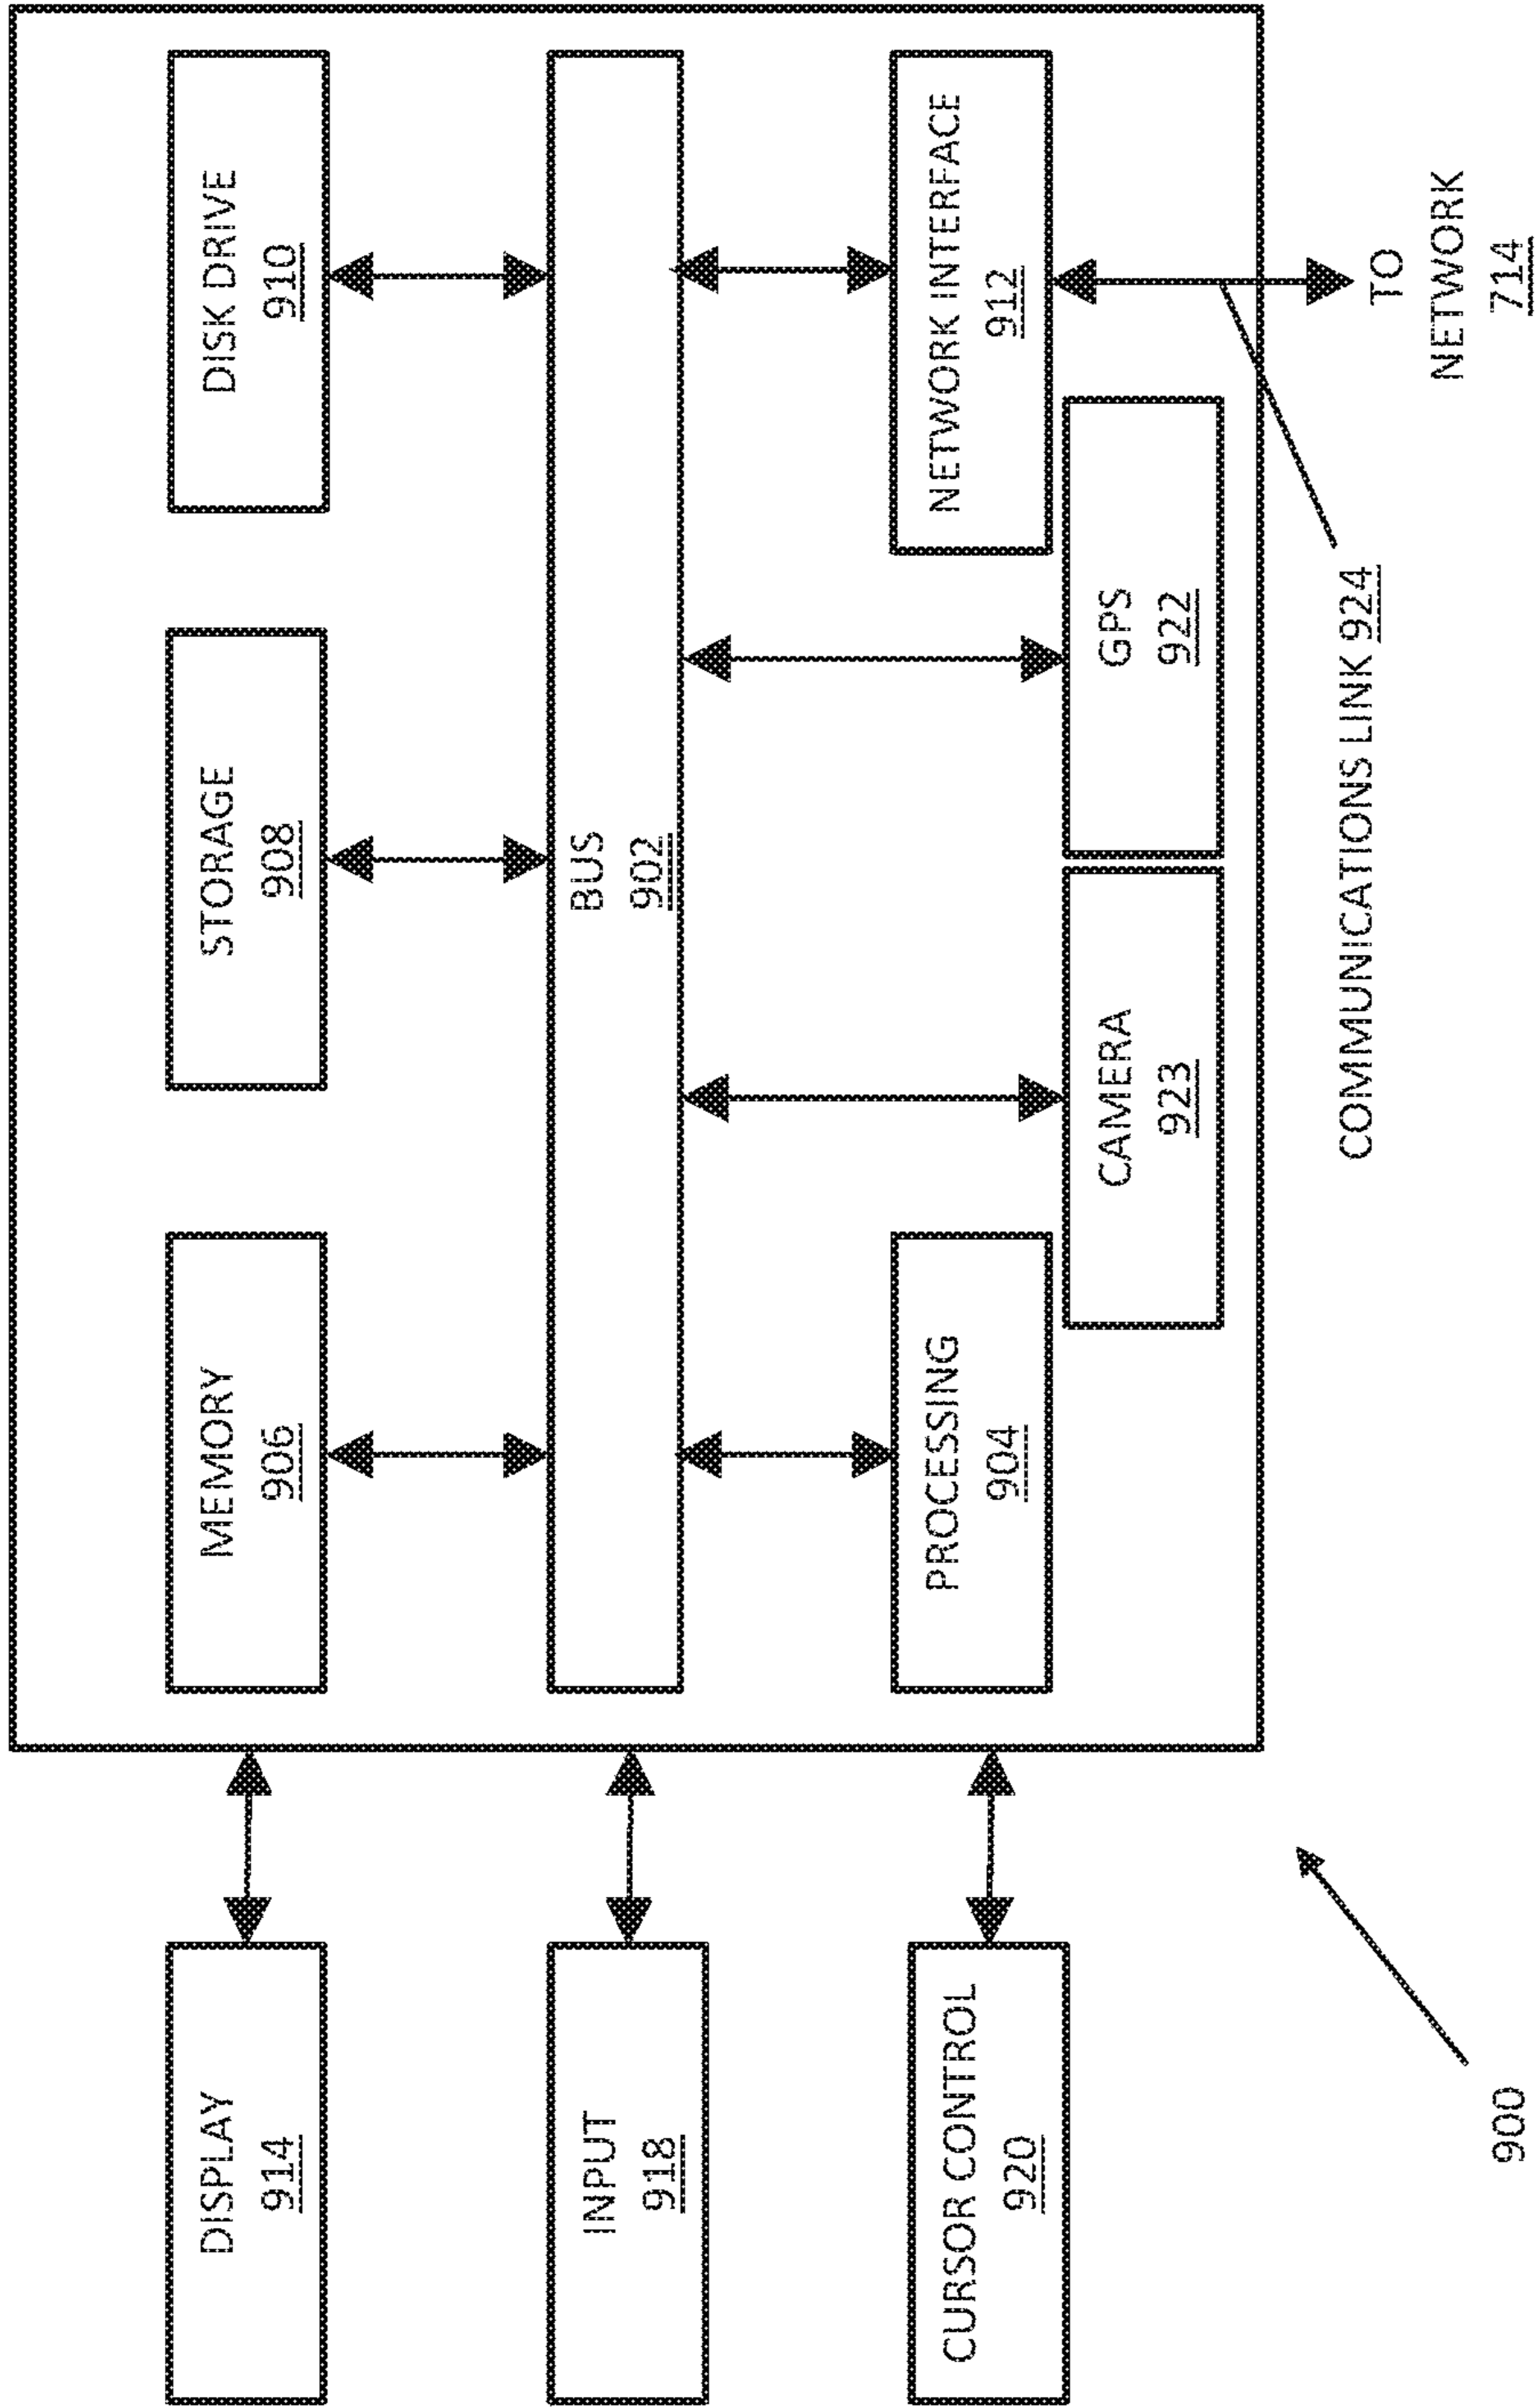 DISPLAY
914
MEMORY
906
STORAGE
908
DISK DRIVE
910
INPUT
918
BUS
902
CURSOR CONTROL
920
PROCESSING
904
NETWORK INTERFACE
912
CAMERA
923
GPS
922
COMMUNICATIONS LINK 924
TO
NETWORK
714
900